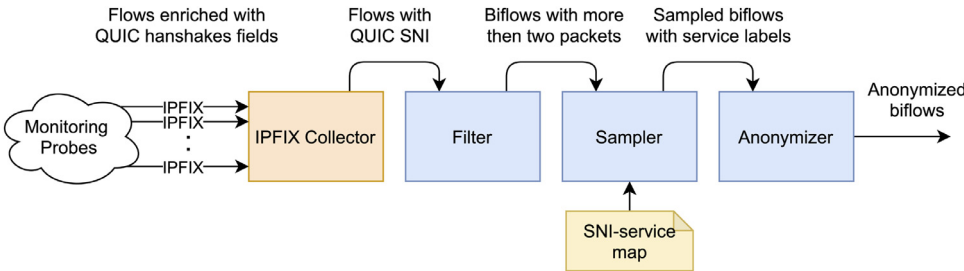 Flows enriched with
QUIC hanshakes fields
Flows with
QUIC SNI
Biflows with more
then two packets
Sampled biflows
with service labels
Monitoring
Probes
IPFIX
IPFIX
IPFIX
IPFIX Collector
Filter
Sampler
Anonymizer
Anonymized
biflows
SNI-service
map